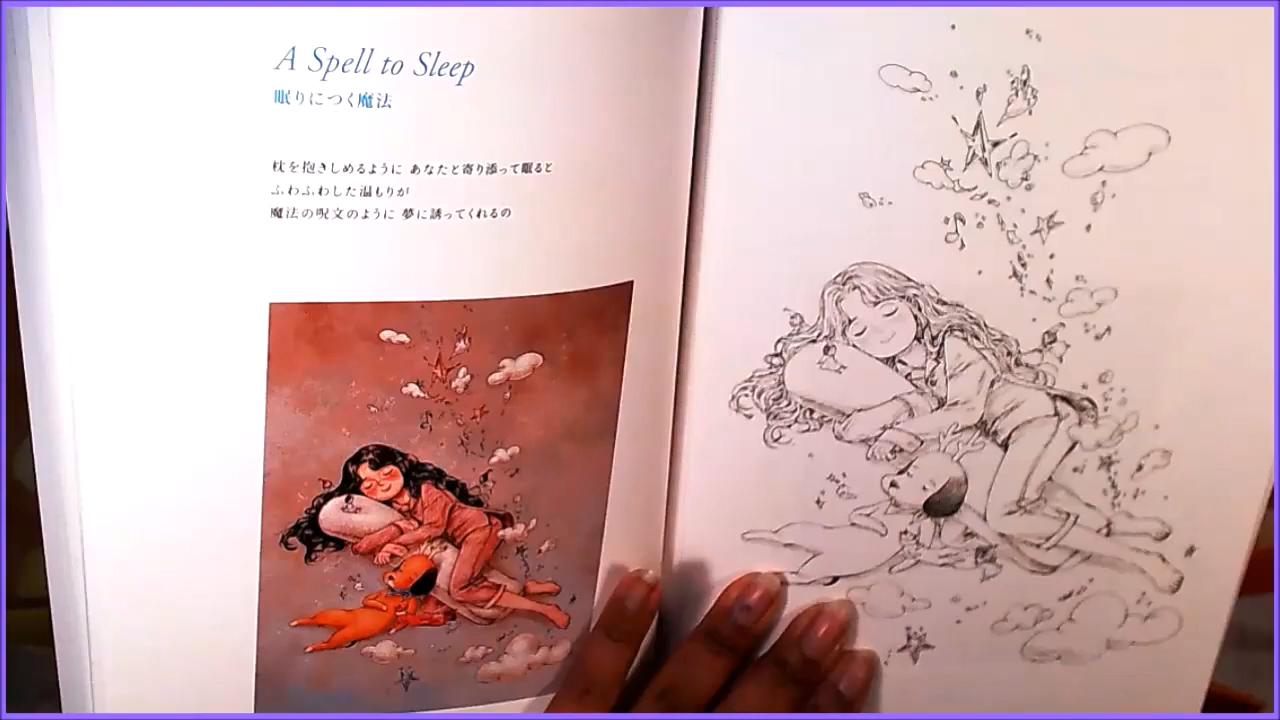 A Spell to Sleep
眠りにつく魔法
枕を抱きしめるように あなたと寄り添って眠ると
ふわふわした温もりが
魔法の呪文のように 夢に誘ってくれるの